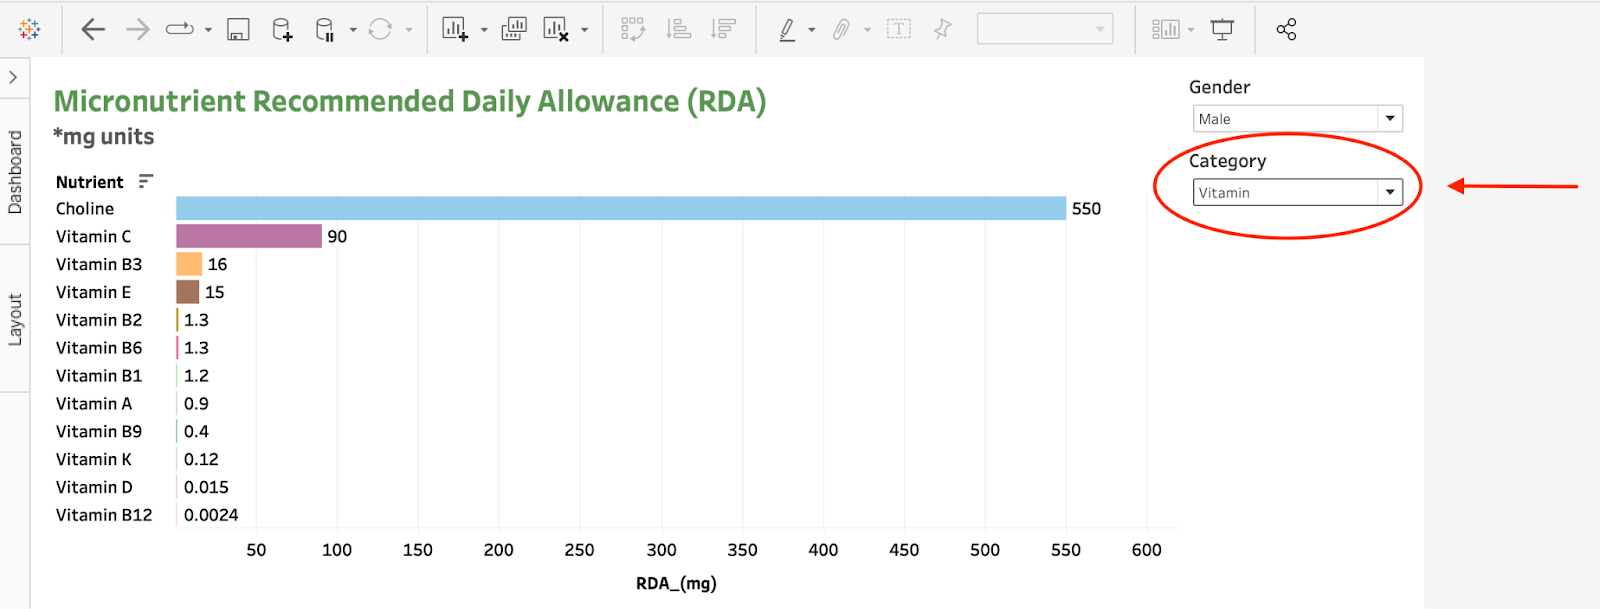 Dashboard
Layout
Micronutrient Recommended Daily Allowance (RDA)
*mg units
Nutrient
Choline 550
Vitamin C 90
Vitamin B3 16
Vitamin E 15
Vitamin B2 1.3
Vitamin B6 1.3
Vitamin B1 1.2
Vitamin A 0.9
Vitamin B9 0.4
Vitamin K 0.12
Vitamin D 0.015
Vitamin B12 0.0024
50 100 150 200 250 300 350 400 450 500 550 600
RDA_(mg)
Gender
Male
Category
Vitamin